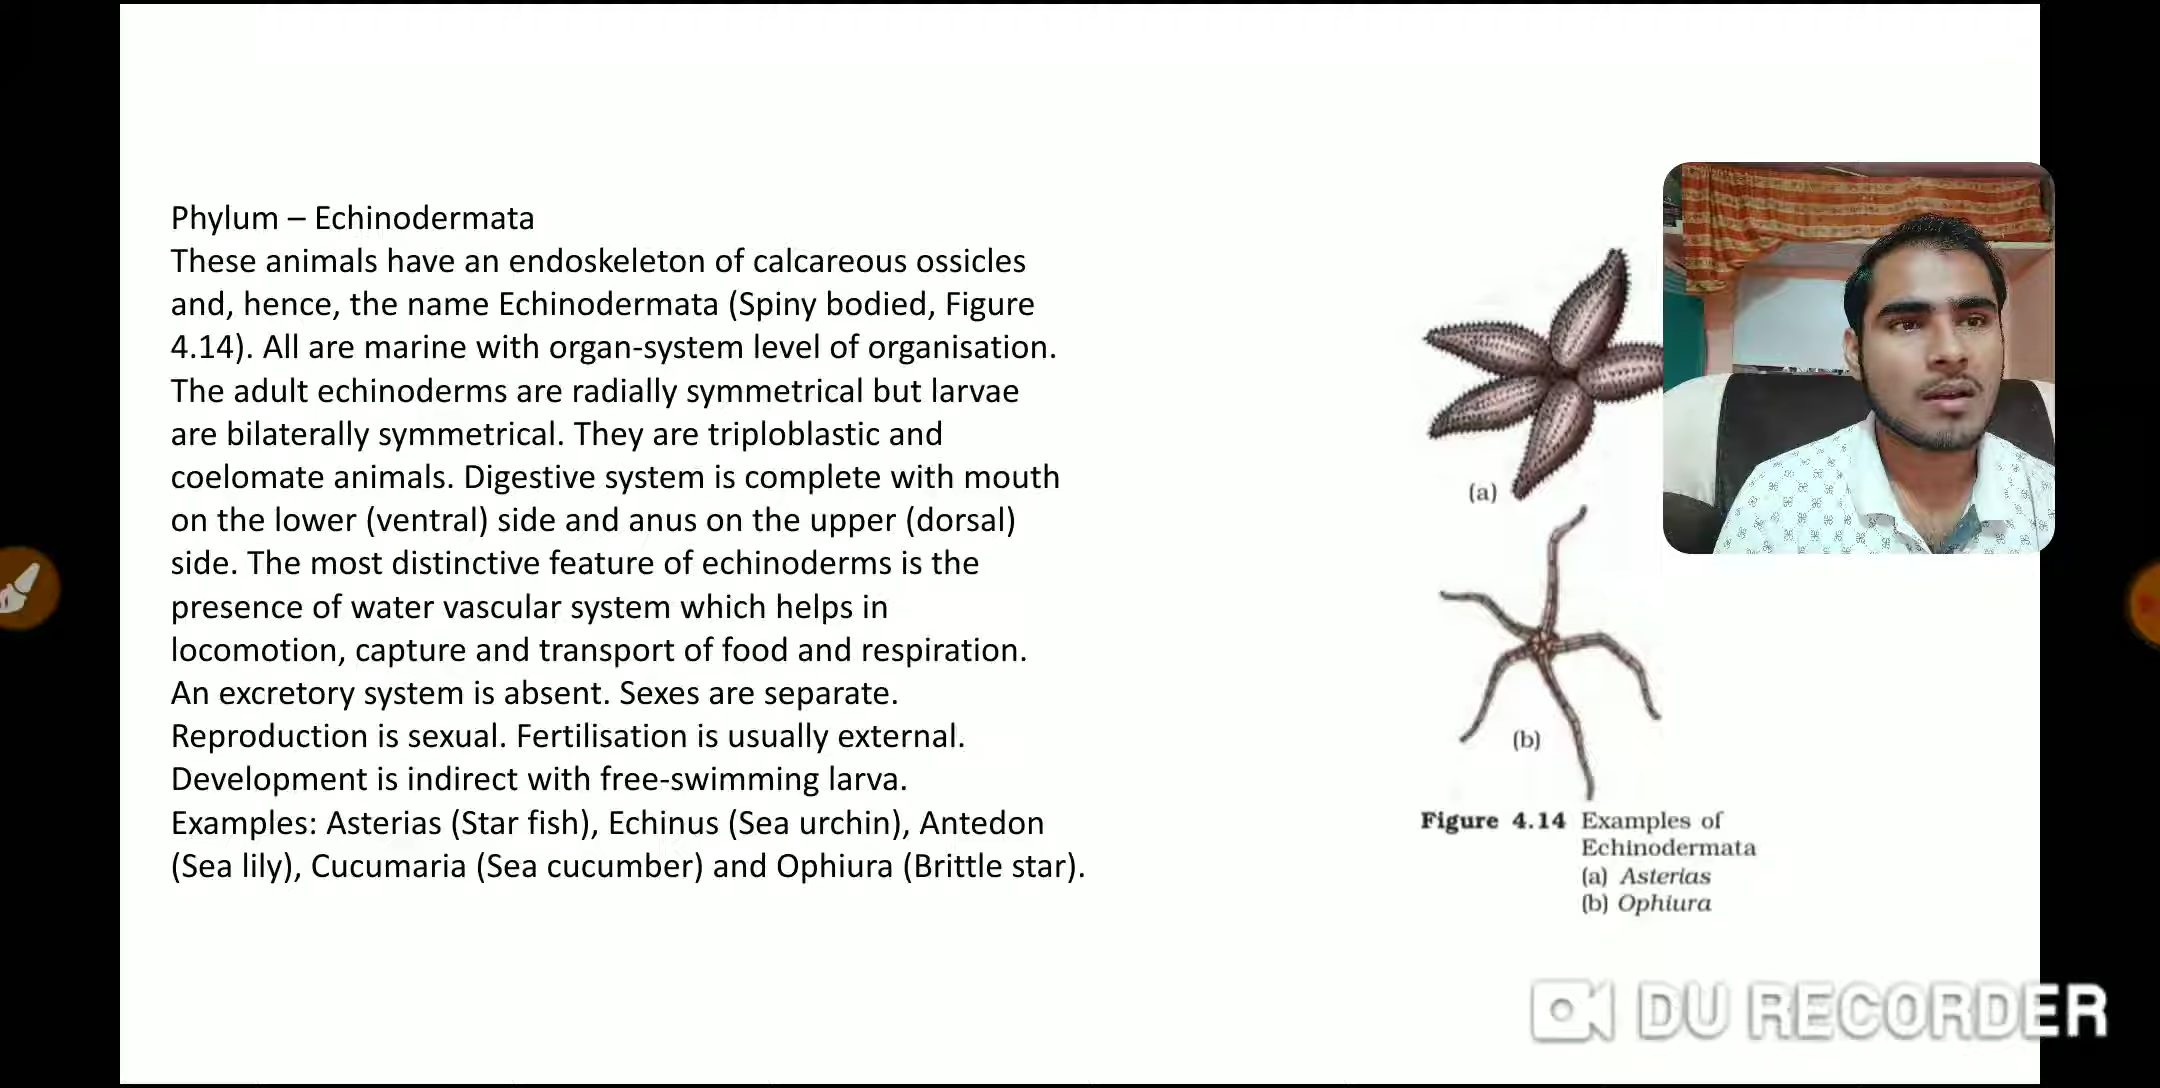 Phylum – Echinodermata
These animals have an endoskeleton of calcareous ossicles
and, hence, the name Echinodermata (Spiny bodied, Figure
4.14). All are marine with organ-system level of organisation.
The adult echinoderms are radially symmetrical but larvae
are bilaterally symmetrical. They are triploblastic and
coelomate animals. Digestive system is complete with mouth
on the lower (ventral) side and anus on the upper (dorsal)
side. The most distinctive feature of echinoderms is the
presence of water vascular system which helps in
locomotion, capture and transport of food and respiration.
An excretory system is absent. Sexes are separate.
Reproduction is sexual. Fertilisation is usually external.
Development is indirect with free-swimming larva.
Examples: Asterias (Star fish), Echinus (Sea urchin), Antedon
(Sea lily), Cucumaria (Sea cucumber) and Ophiura (Brittle star).
(a)
(b)
Figure 4.14 Examples of
Echinodermata
(a) Asterias
(b) Ophiura
DU RECORDER